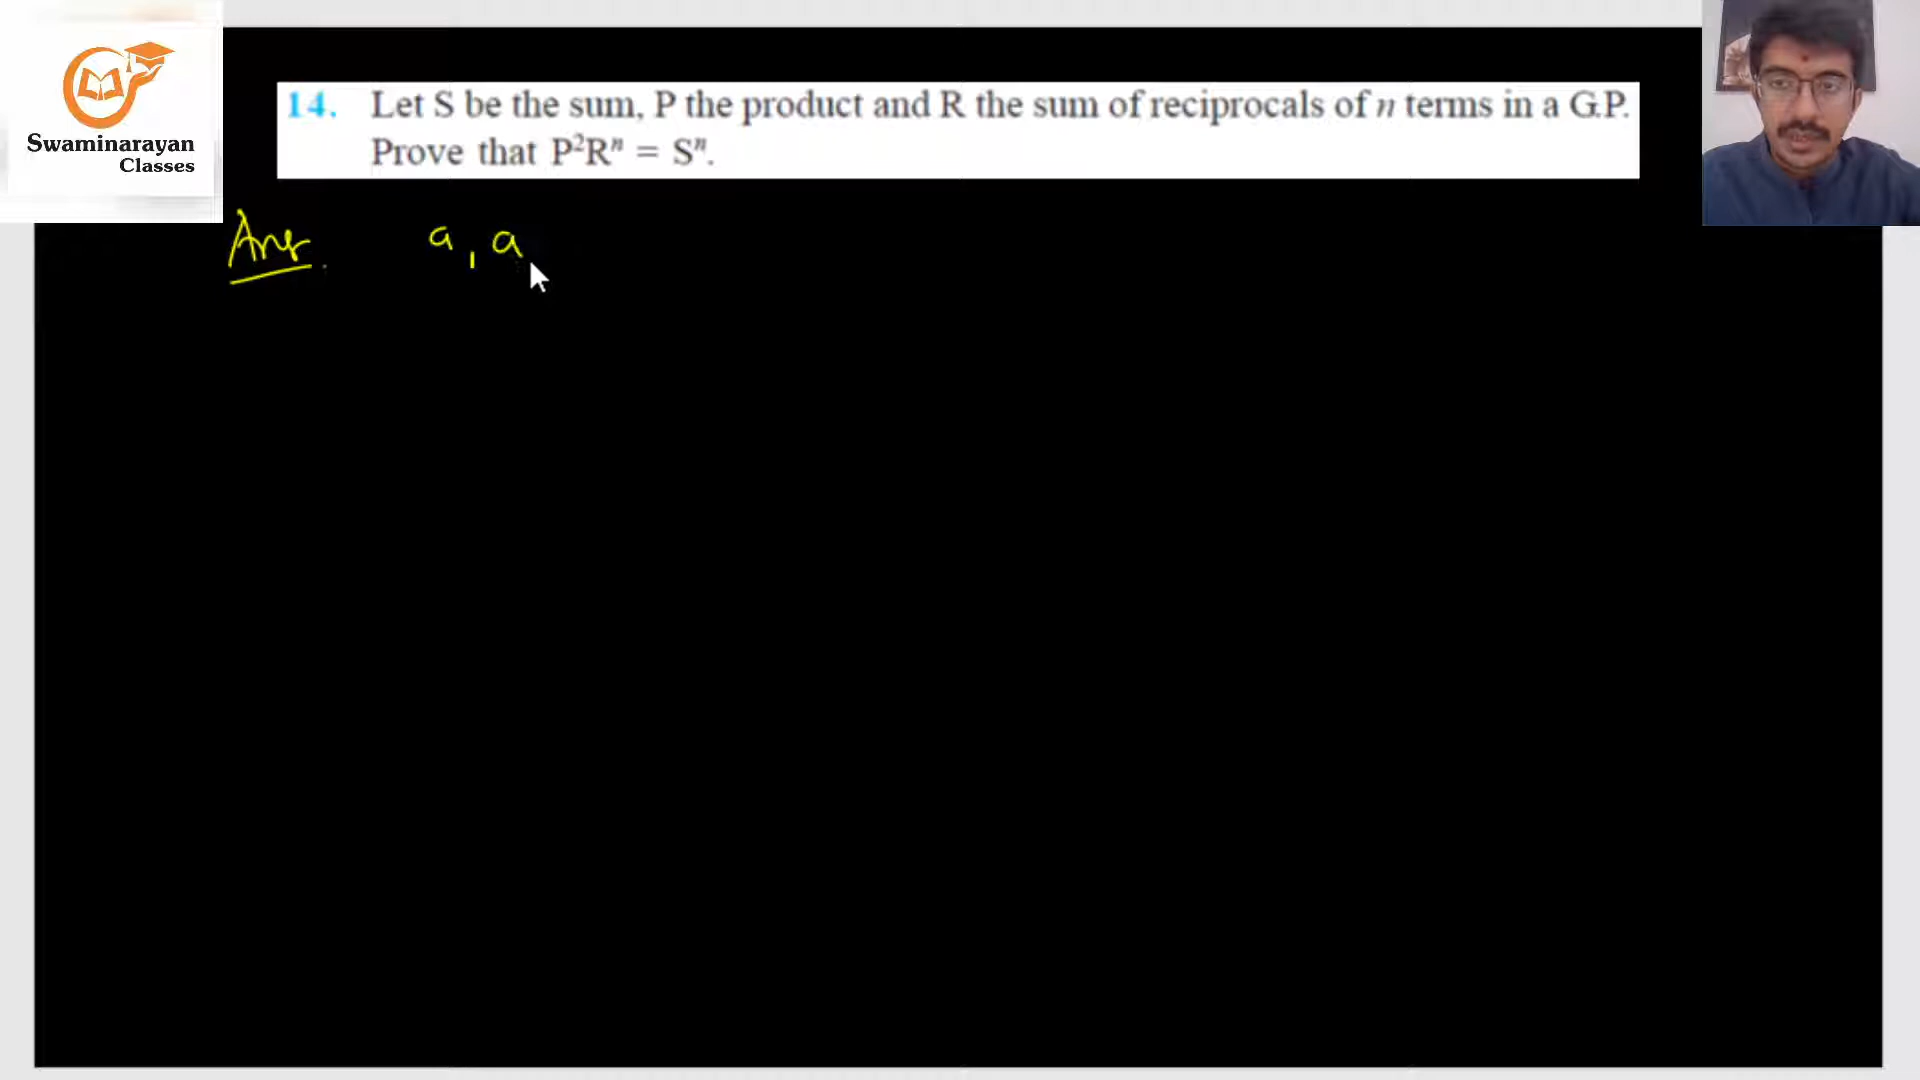 Swaminarayan
Classes
14. Let S be the sum, P the product and R the sum of reciprocals of n terms in a G.P.
Prove that P²Rⁿ = Sⁿ.
Ans. a, a